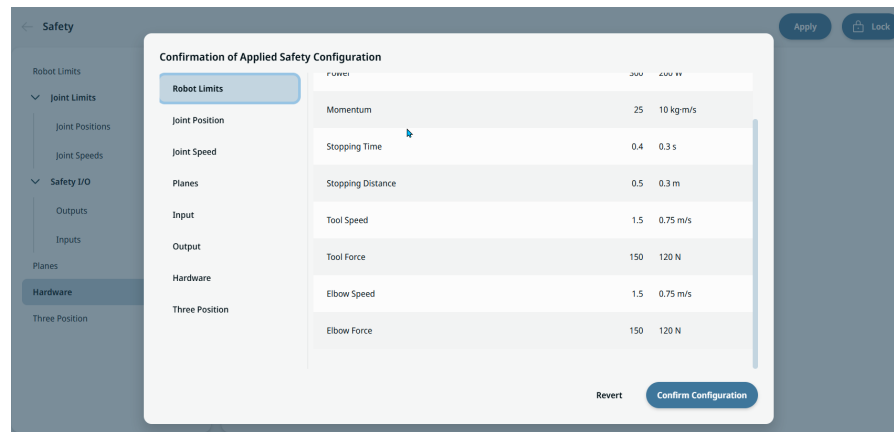 Safety
Apply
Lock
Robot Limits
Joint Limits
Joint Positions
Joint Speeds
Safety I/O
Outputs
Inputs
Planes
Hardware
Three Position
Confirmation of Applied Safety Configuration
Robot Limits
Joint Position
Joint Speed
Planes
Input
Output
Hardware
Three Position
Power 300 200 W
Momentum 25 10 kg·m/s
Stopping Time 0.4 0.3 s
Stopping Distance 0.5 0.3 m
Tool Speed 1.5 0.75 m/s
Tool Force 150 120 N
Elbow Speed 1.5 0.75 m/s
Elbow Force 150 120 N
Revert
Confirm Configuration